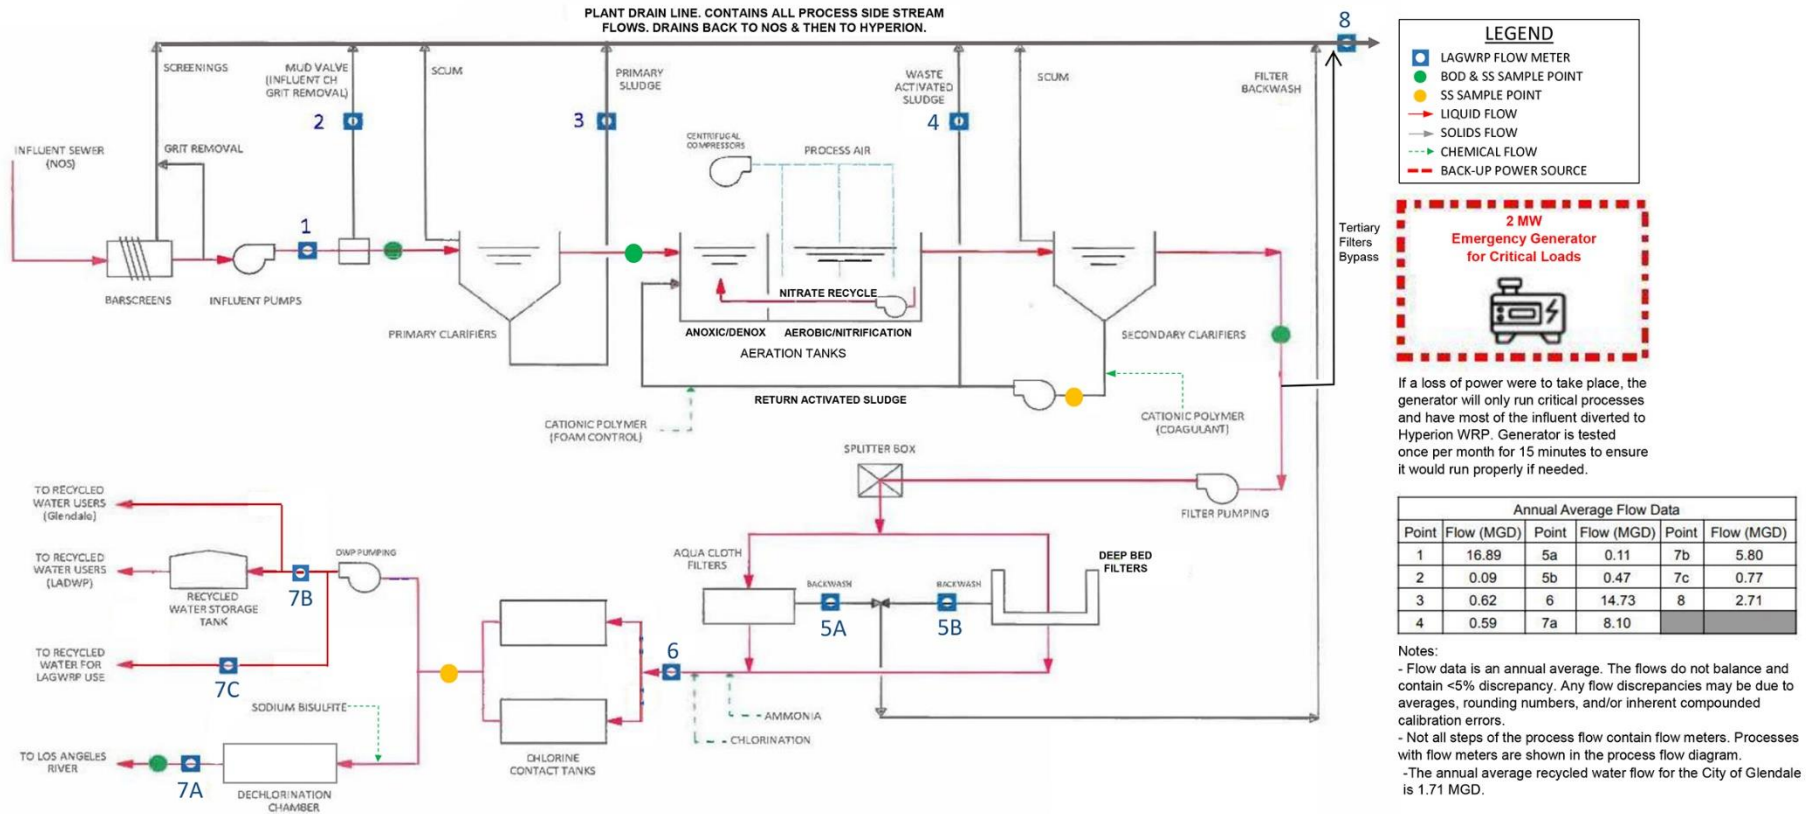 PLANT DRAIN LINE. CONTAINS ALL PROCESS SIDE STREAM
FLOWS. DRAINS BACK TO NOS & THEN TO HYPERION.
8
SCREENINGS
MUD VALVE
(INFLUENT CH
GRIT REMOVAL)
SCUM
PRIMARY
SLUDGE
WASTE
ACTIVATED
SLUDGE
SCUM
FILTER
BACKWASH
2
3
4
INFLUENT SEWER
(NOS)
GRIT REMOVAL
CENTRIFUGAL
COMPRESSORS
PROCESS AIR
1
Tertiary
Filters
Bypass
BARSCREENS
INFLUENT PUMPS
PRIMARY CLARIFIERS
NITRATE RECYCLE
ANOXIC/DENOX
AEROBIC/NITRIFICATION
AERATION TANKS
SECONDARY CLARIFIERS
RETURN ACTIVATED SLUDGE
CATIONIC POLYMER
(FOAM CONTROL)
CATIONIC POLYMER
(COAGULANT)
SPLITTER BOX
FILTER PUMPING
TO RECYCLED
WATER USERS
(Glendale)
TO RECYCLED
WATER USERS
(LADWP)
RECYCLED
WATER STORAGE
TANK
DWP PUMPING
7B
TO RECYCLED
WATER FOR
LAGWRP USE
7C
SODIUM BISULFITE
TO LOS ANGELES
RIVER
7A
DECHLORINATION
CHAMBER
CHLORINE
CONTACT TANKS
6
AMMONIA
CHLORINATION
AQUA CLOTH
FILTERS
BACKWASH
5A
BACKWASH
5B
DEEP BED
FILTERS
LEGEND
LAGWRP FLOW METER
BOD & SS SAMPLE POINT
SS SAMPLE POINT
LIQUID FLOW
SOLIDS FLOW
CHEMICAL FLOW
BACK-UP POWER SOURCE
2 MW
Emergency Generator
for Critical Loads
If a loss of power were to take place, the
generator will only run critical processes
and have most of the influent diverted to
Hyperion WRP. Generator is tested
once per month for 15 minutes to ensure
it would run properly if needed.
Annual Average Flow Data
Point Flow (MGD) Point Flow (MGD) Point Flow (MGD)
1 16.89 5a 0.11 7b 5.80
2 0.09 5b 0.47 7c 0.77
3 0.62 6 14.73 8 2.71
4 0.59 7a 8.10
Notes:
- Flow data is an annual average. The flows do not balance and
contain <5% discrepancy. Any flow discrepancies may be due to
averages, rounding numbers, and/or inherent compounded
calibration errors.
- Not all steps of the process flow contain flow meters. Processes
with flow meters are shown in the process flow diagram.
-The annual average recycled water flow for the City of Glendale
is 1.71 MGD.